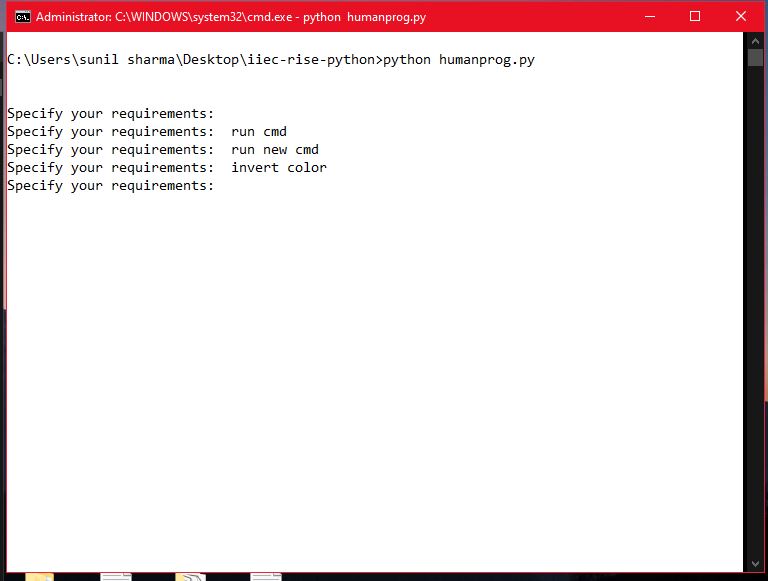 Administrator: C:\WINDOWS\system32\cmd.exe - python  humanprog.py
C:\Users\sunil sharma\Desktop\iiec-rise-python>python humanprog.py
Specify your requirements:
Specify your requirements:  run cmd
Specify your requirements:  run new cmd
Specify your requirements:  invert color
Specify your requirements: